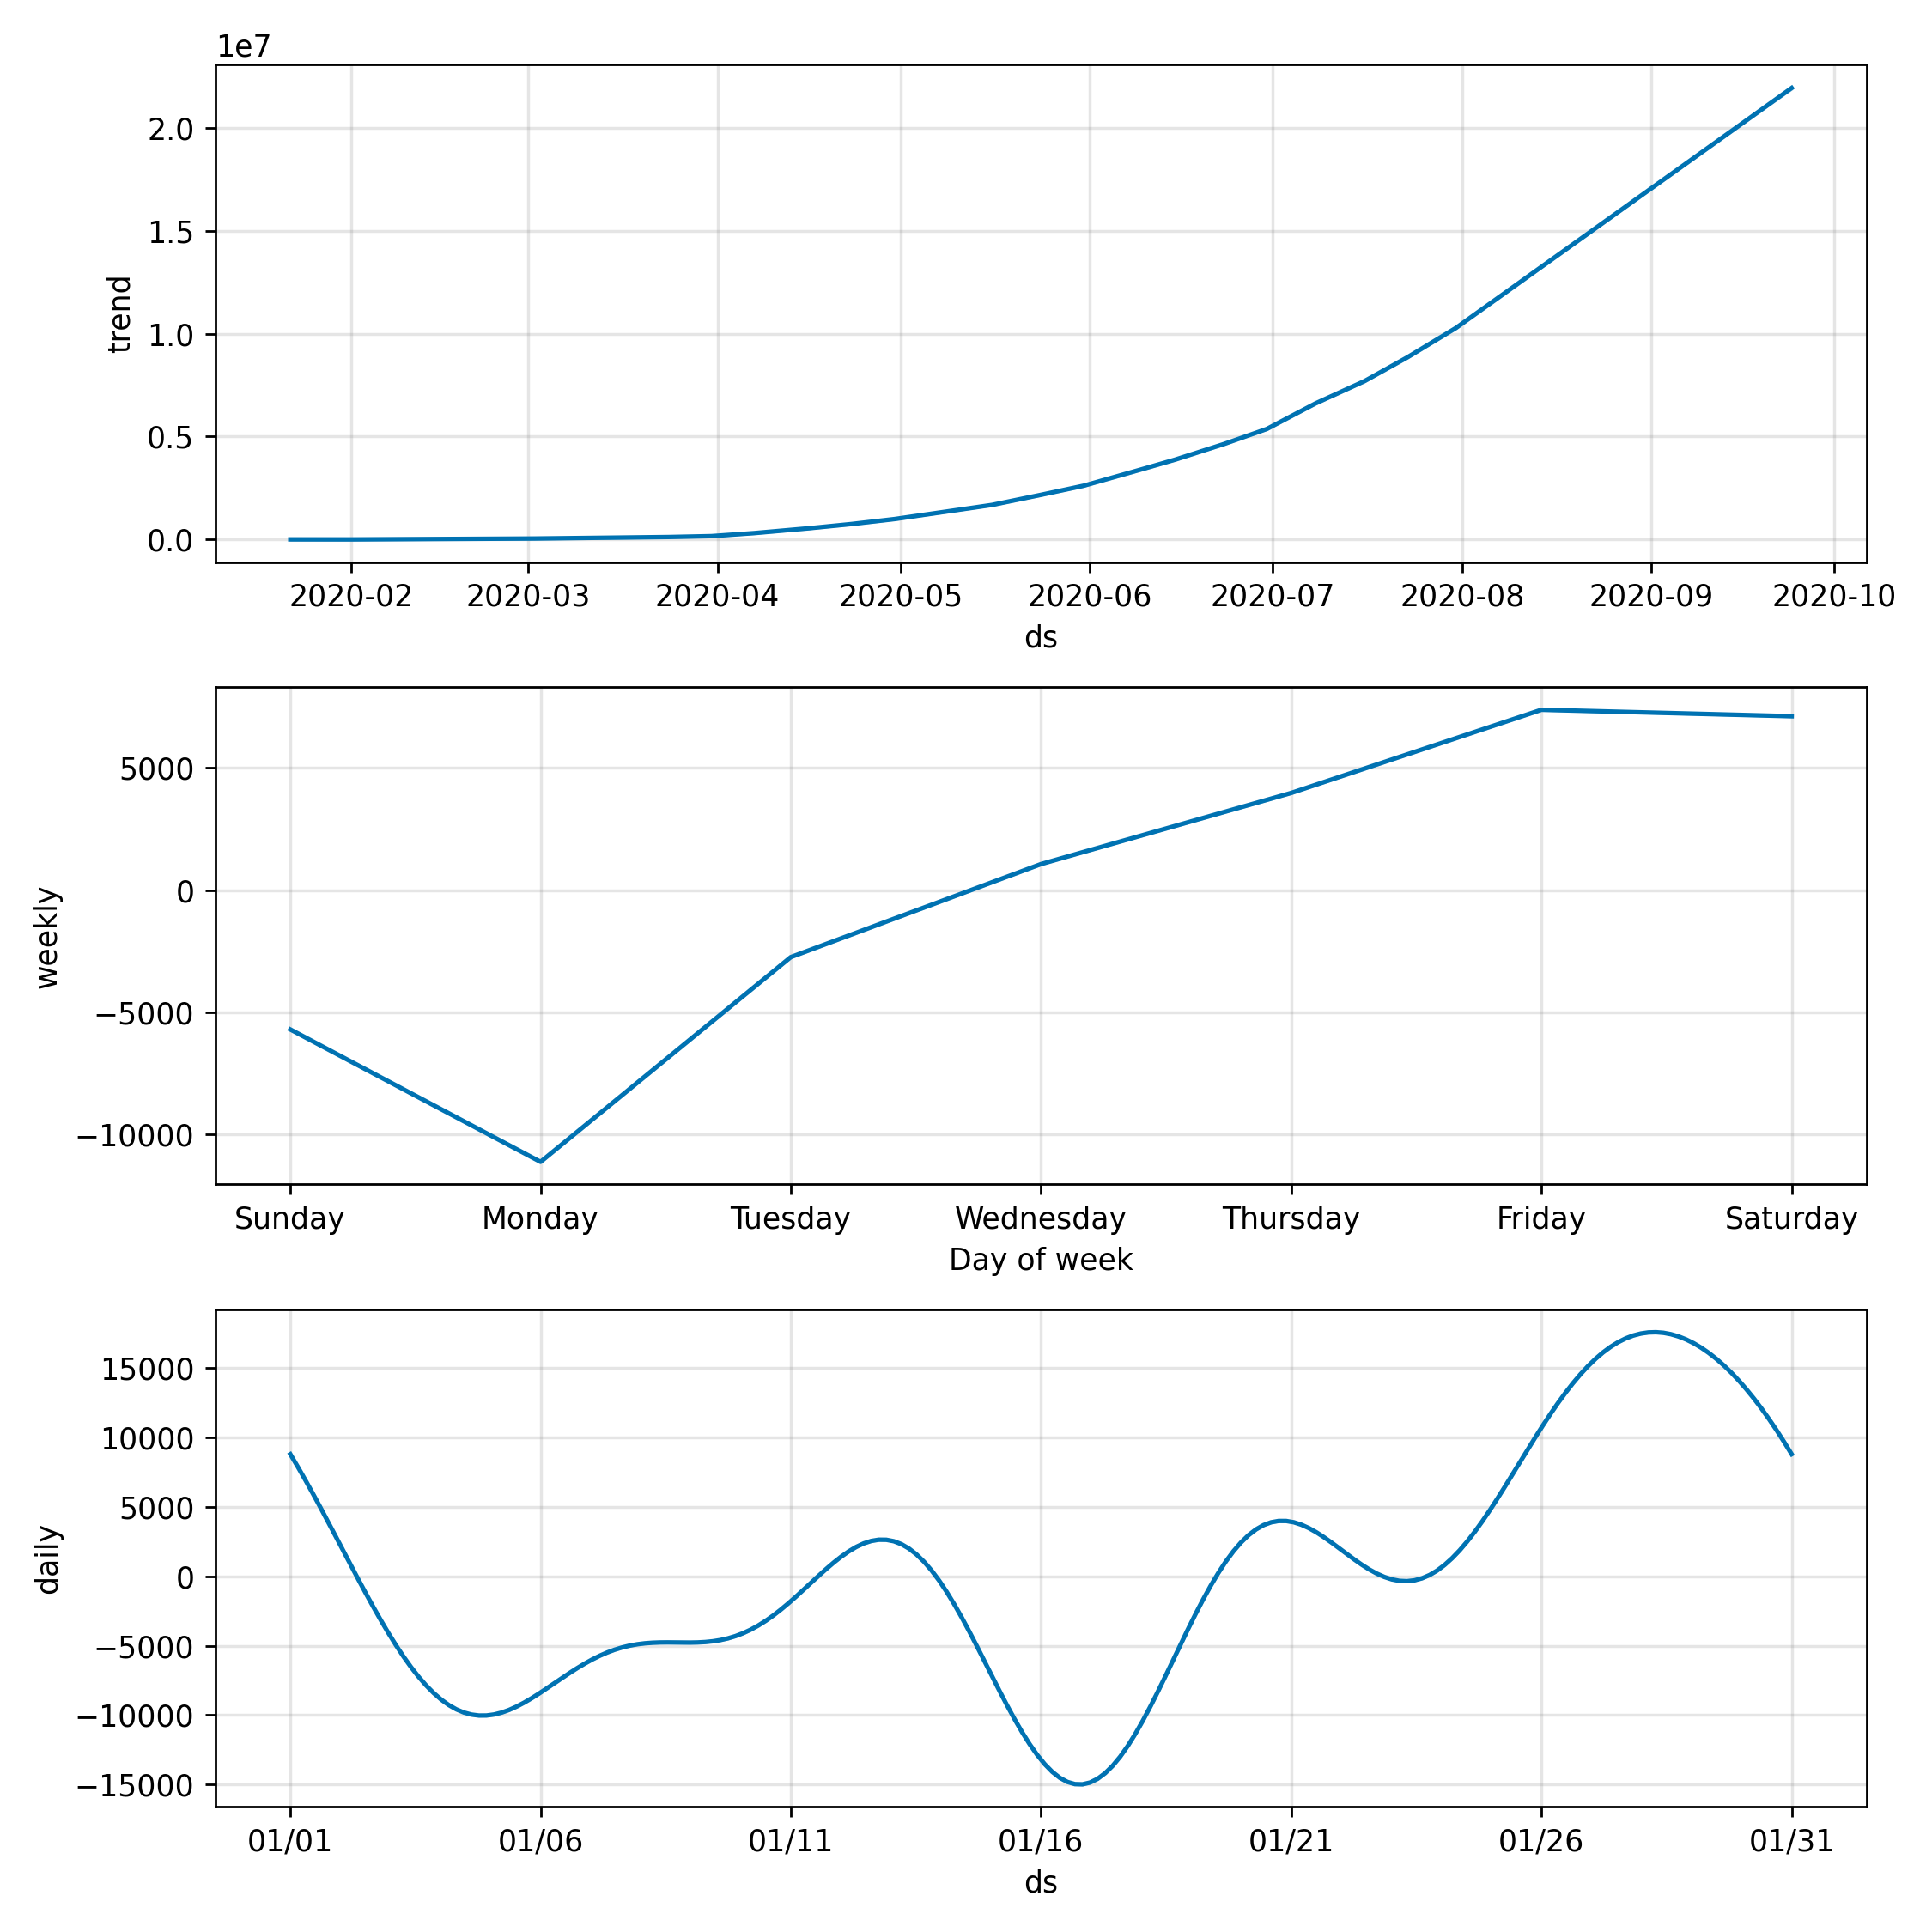 1e7
2.0
1.5
1.0
0.5
0.0
trend
2020-02 2020-03 2020-04 2020-05 2020-06 2020-07 2020-08 2020-09 2020-10
ds
5000
0
−5000
−10000
weekly
Sunday Monday Tuesday Wednesday Thursday Friday Saturday
Day of week
15000
10000
5000
0
−5000
−10000
−15000
daily
01/01 01/06 01/11 01/16 01/21 01/26 01/31
ds